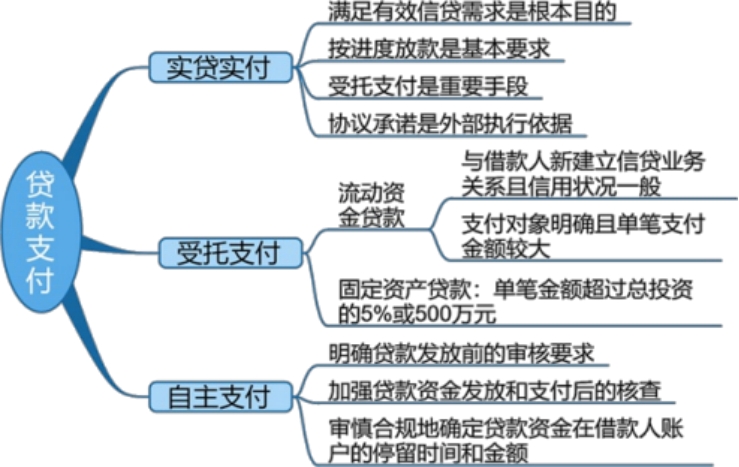 贷款支付
实贷实付
满足有效信贷需求是根本目的
按进度放款是基本要求
受托支付是重要手段
协议承诺是外部执行依据
受托支付
流动资
金贷款
与借款人新建立信贷业务
关系且信用状况一般
支付对象明确且单笔支付
金额较大
固定资产贷款：单笔金额超过总投资
的5%或500万元
自主支付
明确贷款发放前的审核要求
加强贷款资金发放和支付后的核查
审慎合规地确定贷款资金在借款人账
户的停留时间和金额